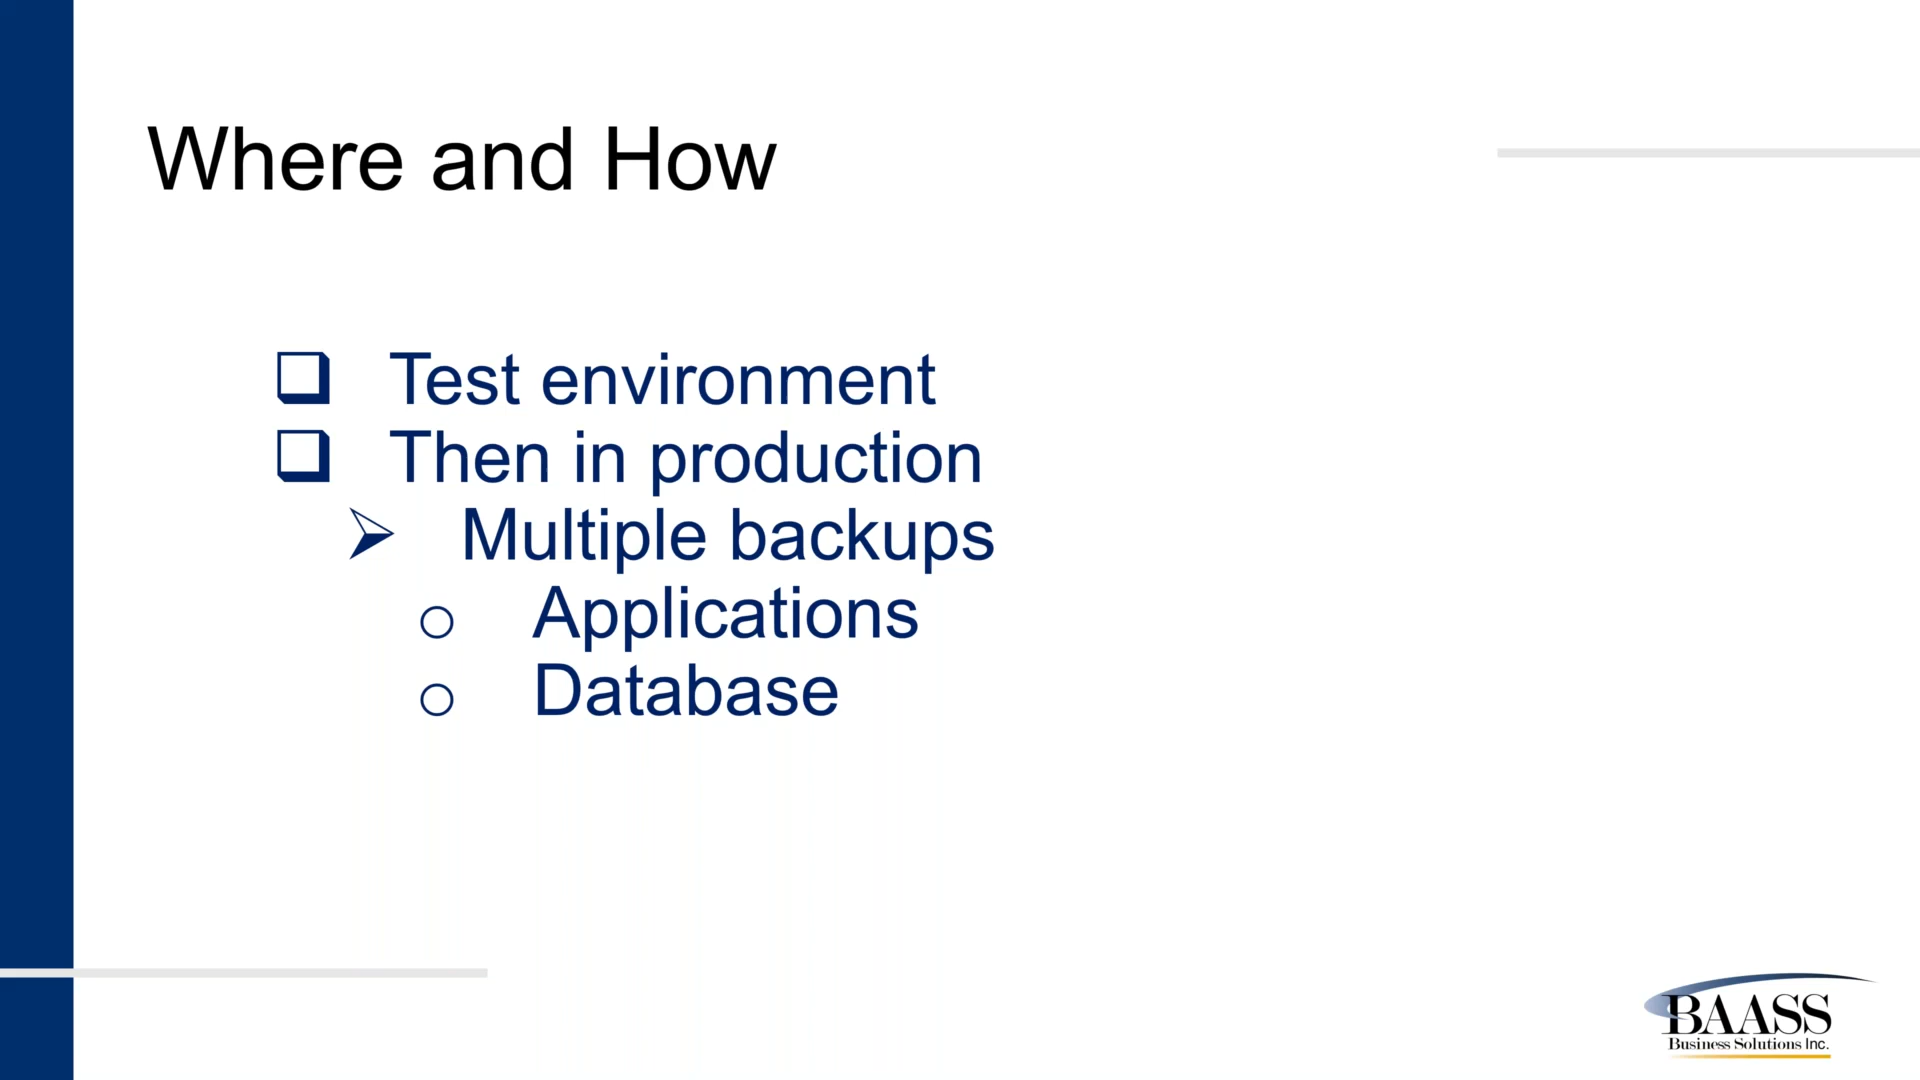 Where and How
Test environment
Then in production
Multiple backups
Applications
Database
BAASS
Business Solutions Inc.